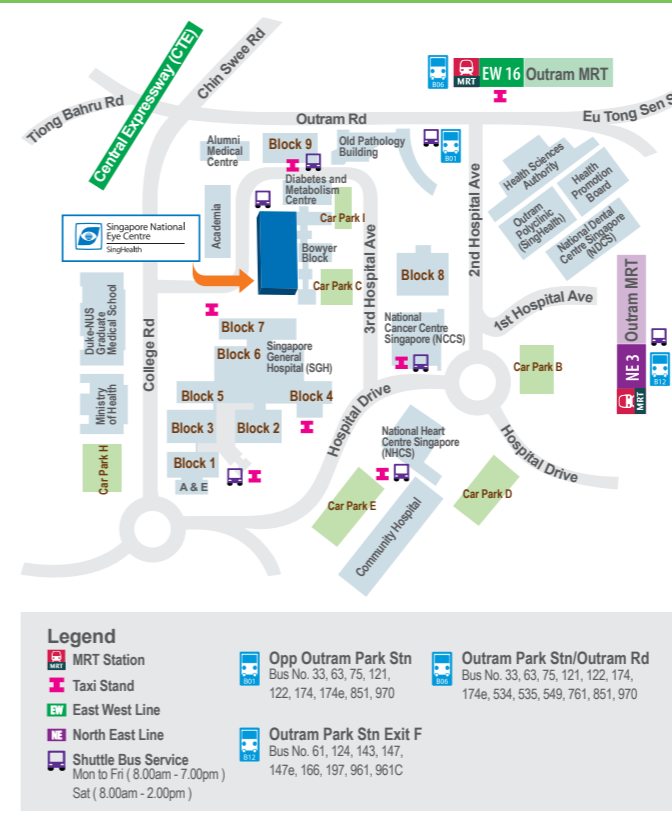 Central Expressway (CTE)
Chin Swee Rd
Tiong Bahru Rd
B06
MRT
EW 16
Outram MRT
Outram Rd
Eu Tong Sen S
Alumni
Medical
Centre
Block 9
Old Pathology
Building
B01
Diabetes and
Metabolism
Centre
Health Sciences
Authority
Health
Promotion
Board
Outram
Polyclinic
(SingHealth)
National Dental
Centre Singapore
(NDCS)
Singapore National
Eye Centre
SingHealth
Academia
Car Park I
Bowyer
Block
Car Park C
3rd Hospital Ave
2nd Hospital Ave
Block 8
1st Hospital Ave
Outram MRT
NE 3
MRT
B12
Duke-NUS
Graduate
Medical School
College Rd
Block 7
Block 6
Singapore
General
Hospital (SGH)
National
Cancer Centre
Singapore (NCCS)
Car Park B
Ministry
of Health
Block 5
Block 4
Block 3
Block 2
Hospital Drive
Block 1
A & E
Car Park H
National Heart
Centre Singapore
(NHCS)
Hospital Drive
Car Park E
Car Park D
Community Hospital
Legend
MRT
MRT Station
Taxi Stand
EW
East West Line
NE
North East Line
Shuttle Bus Service
Mon to Fri ( 8.00am - 7.00pm )
Sat ( 8.00am - 2.00pm )
B01
Opp Outram Park Stn
Bus No. 33, 63, 75, 121,
122, 174, 174e, 851, 970
B12
Outram Park Stn Exit F
Bus No. 61, 124, 143, 147,
147e, 166, 197, 961, 961C
B06
Outram Park Stn/Outram Rd
Bus No. 33, 63, 75, 121, 122, 174,
174e, 534, 535, 549, 761, 851, 970